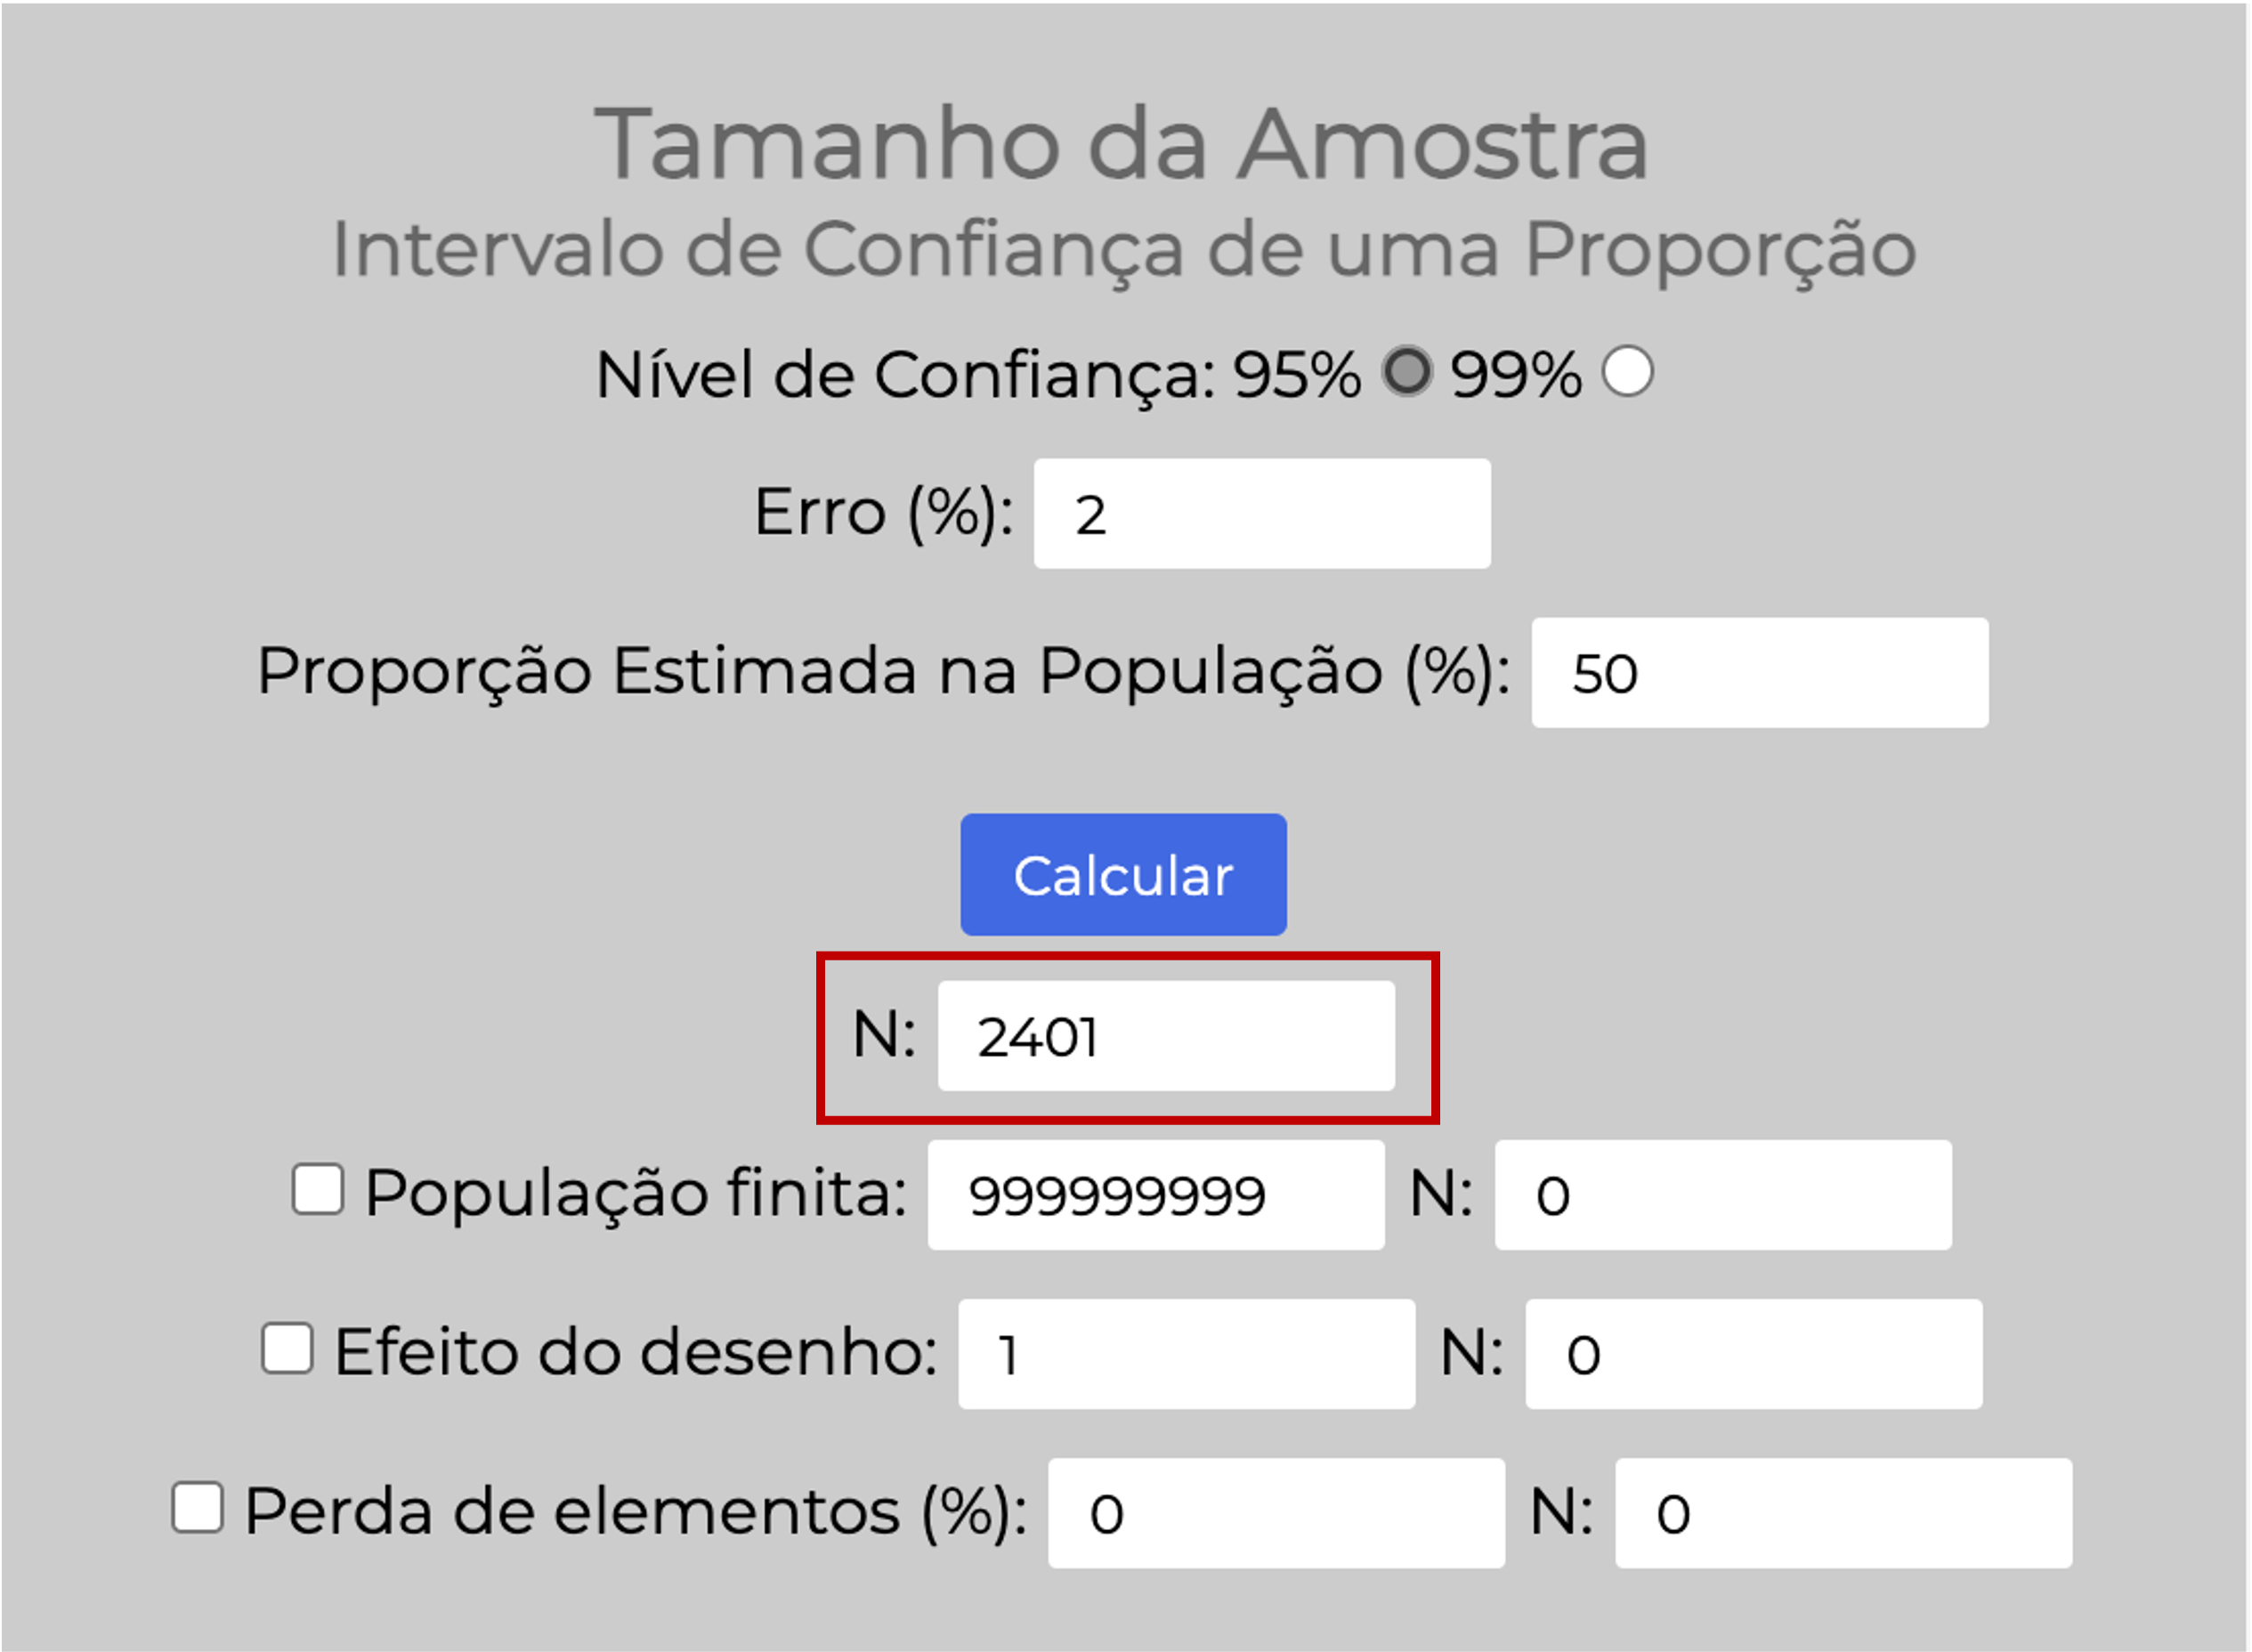 Tamanho da Amostra
Intervalo de Confiança de uma Proporção
Nível de Confiança: 95% 99%
Erro (%): 2
Proporção Estimada na População (%): 50
Calcular
N: 2401
População finita: 999999999 N: 0
Efeito do desenho: 1 N: 0
Perda de elementos (%): 0 N: 0